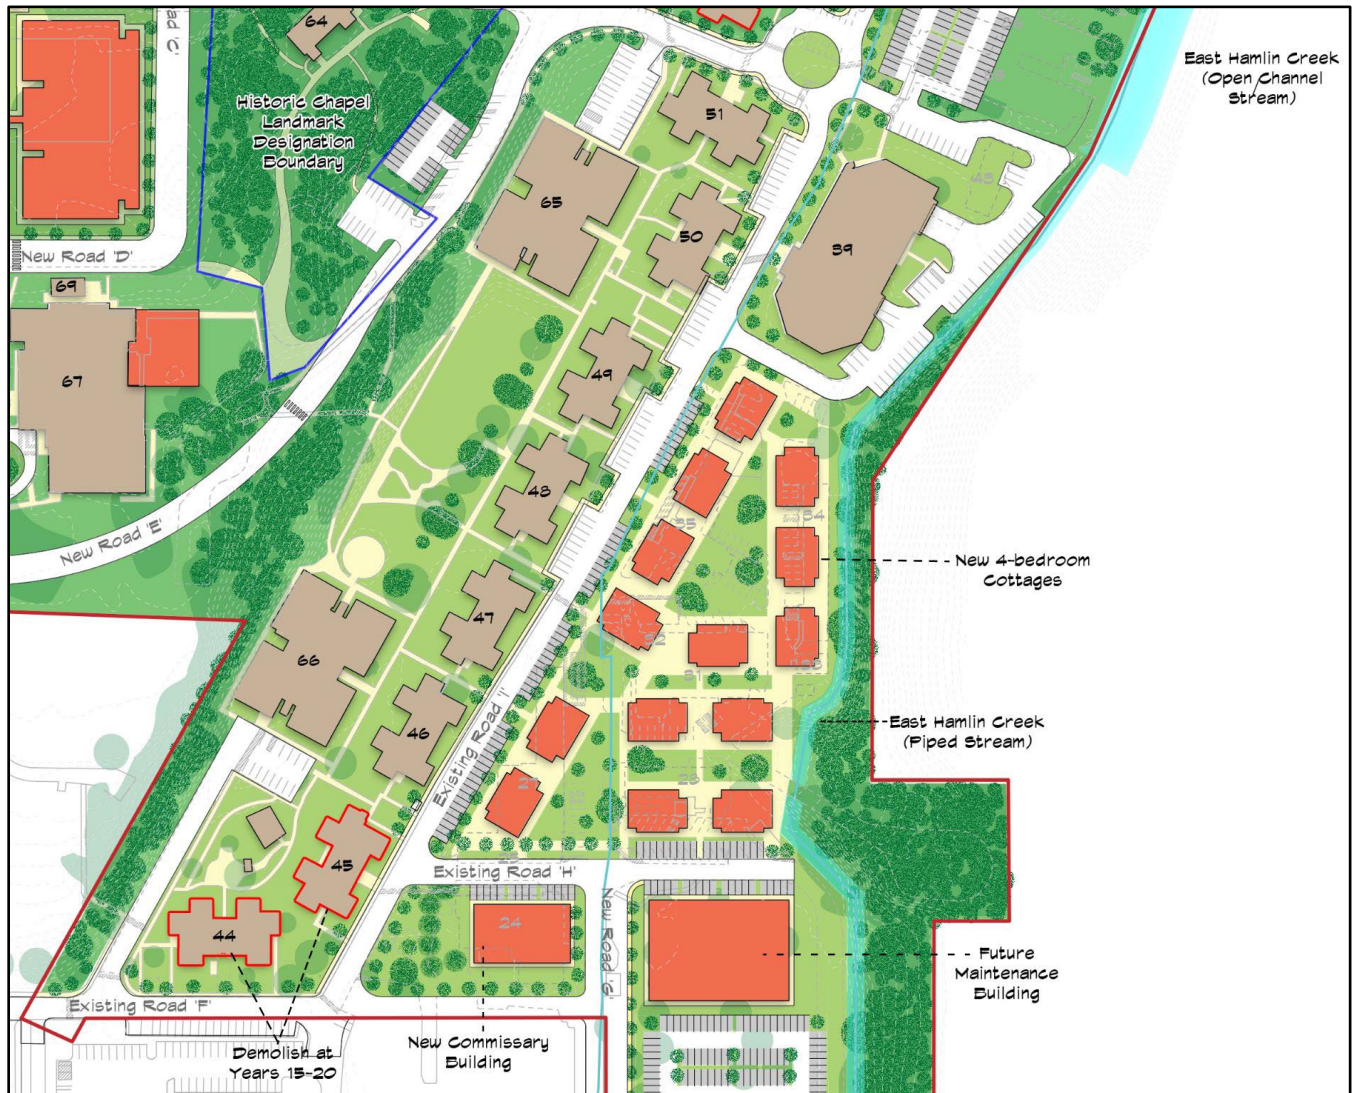 64
ad 'C'
East Hamlin Creek
(Open Channel
Stream)
Historic Chapel
Landmark
Designation
Boundary
51
65
50
39
New Road 'D'
69
67
49
48
New Road 'E'
New 4-bedroom
Cottages
47
66
46
Existing Road 'I'
East Hamlin Creek
(Piped Stream)
45
Existing Road 'H'
24
44
New Road 'G'
Future
Maintenance
Building
Existing Road 'F'
Demolish at
Years 15-20
New Commissary
Building